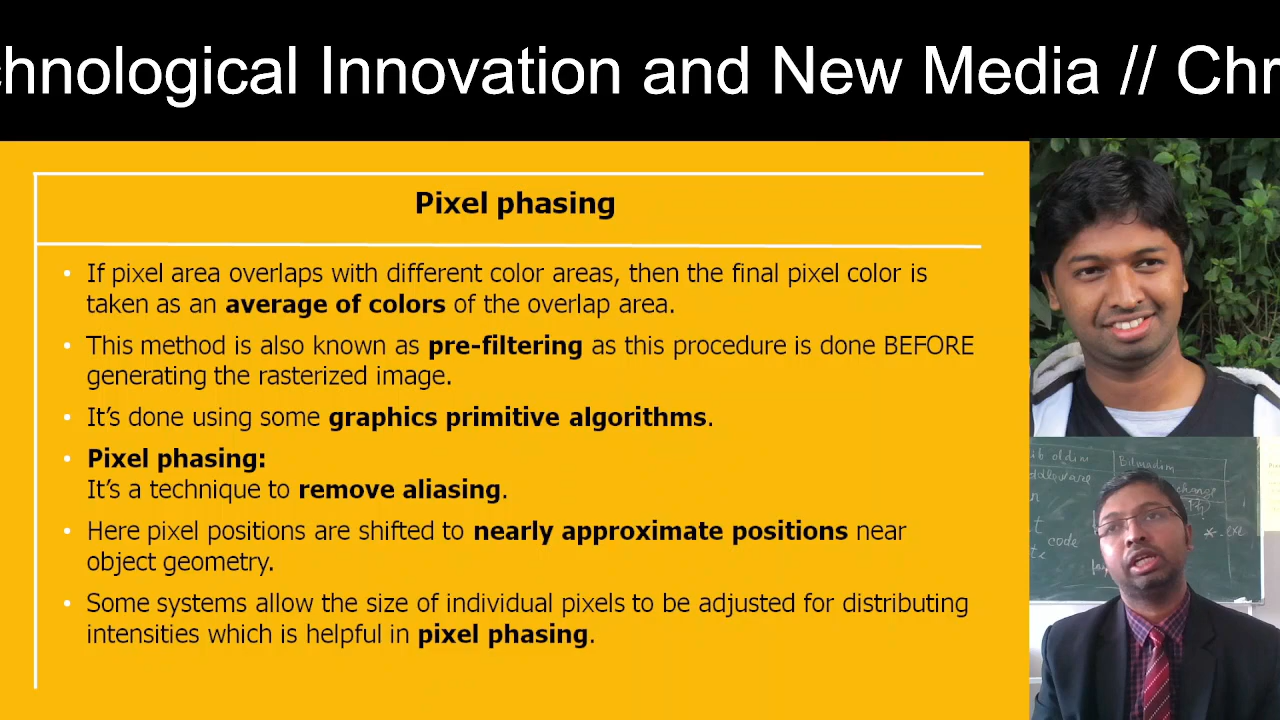 chnological Innovation and New Media // Chr
Pixel phasing
• If pixel area overlaps with different color areas, then the final pixel color is
taken as an average of colors of the overlap area.
• This method is also known as pre-filtering as this procedure is done BEFORE
generating the rasterized image.
• It's done using some graphics primitive algorithms.
• Pixel phasing:
It's a technique to remove aliasing.
• Here pixel positions are shifted to nearly approximate positions near
object geometry.
• Some systems allow the size of individual pixels to be adjusted for distributing
intensities which is helpful in pixel phasing.
Bilmadim
change
code
*.exe